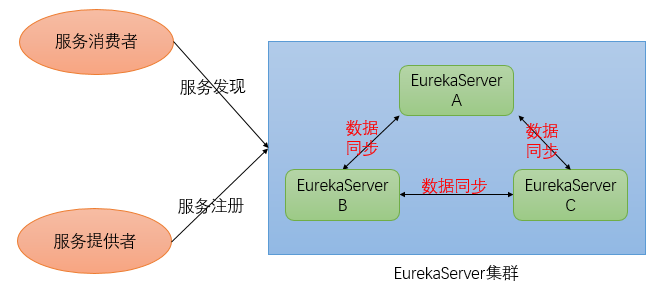 服务消费者
服务发现
EurekaServer
A
数据
同步
数据
同步
EurekaServer
B
数据同步
EurekaServer
C
服务注册
服务提供者
EurekaServer集群